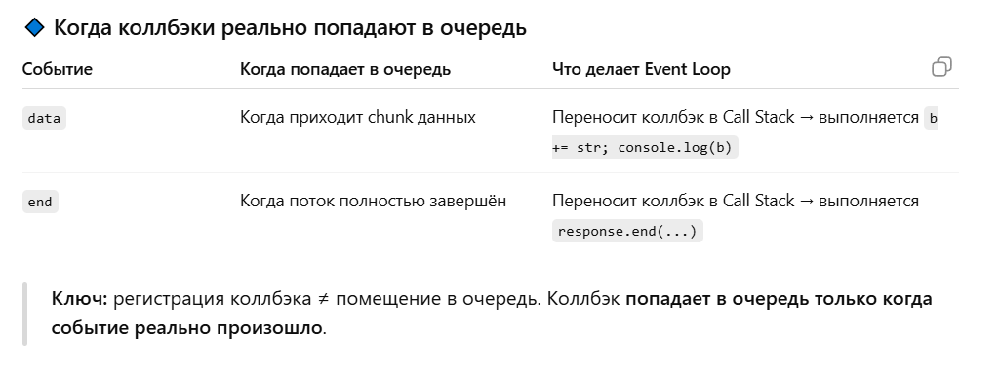 Когда коллбэки реально попадают в очередь
Событие Когда попадает в очередь Что делает Event Loop
data Когда приходит chunk данных Переносит коллбэк в Call Stack → выполняется b
+= str; console.log(b)
end Когда поток полностью завершён Переносит коллбэк в Call Stack → выполняется
response.end(...)
Ключ: регистрация коллбэка ≠ помещение в очередь. Коллбэк попадает в очередь только когда
событие реально произошло.